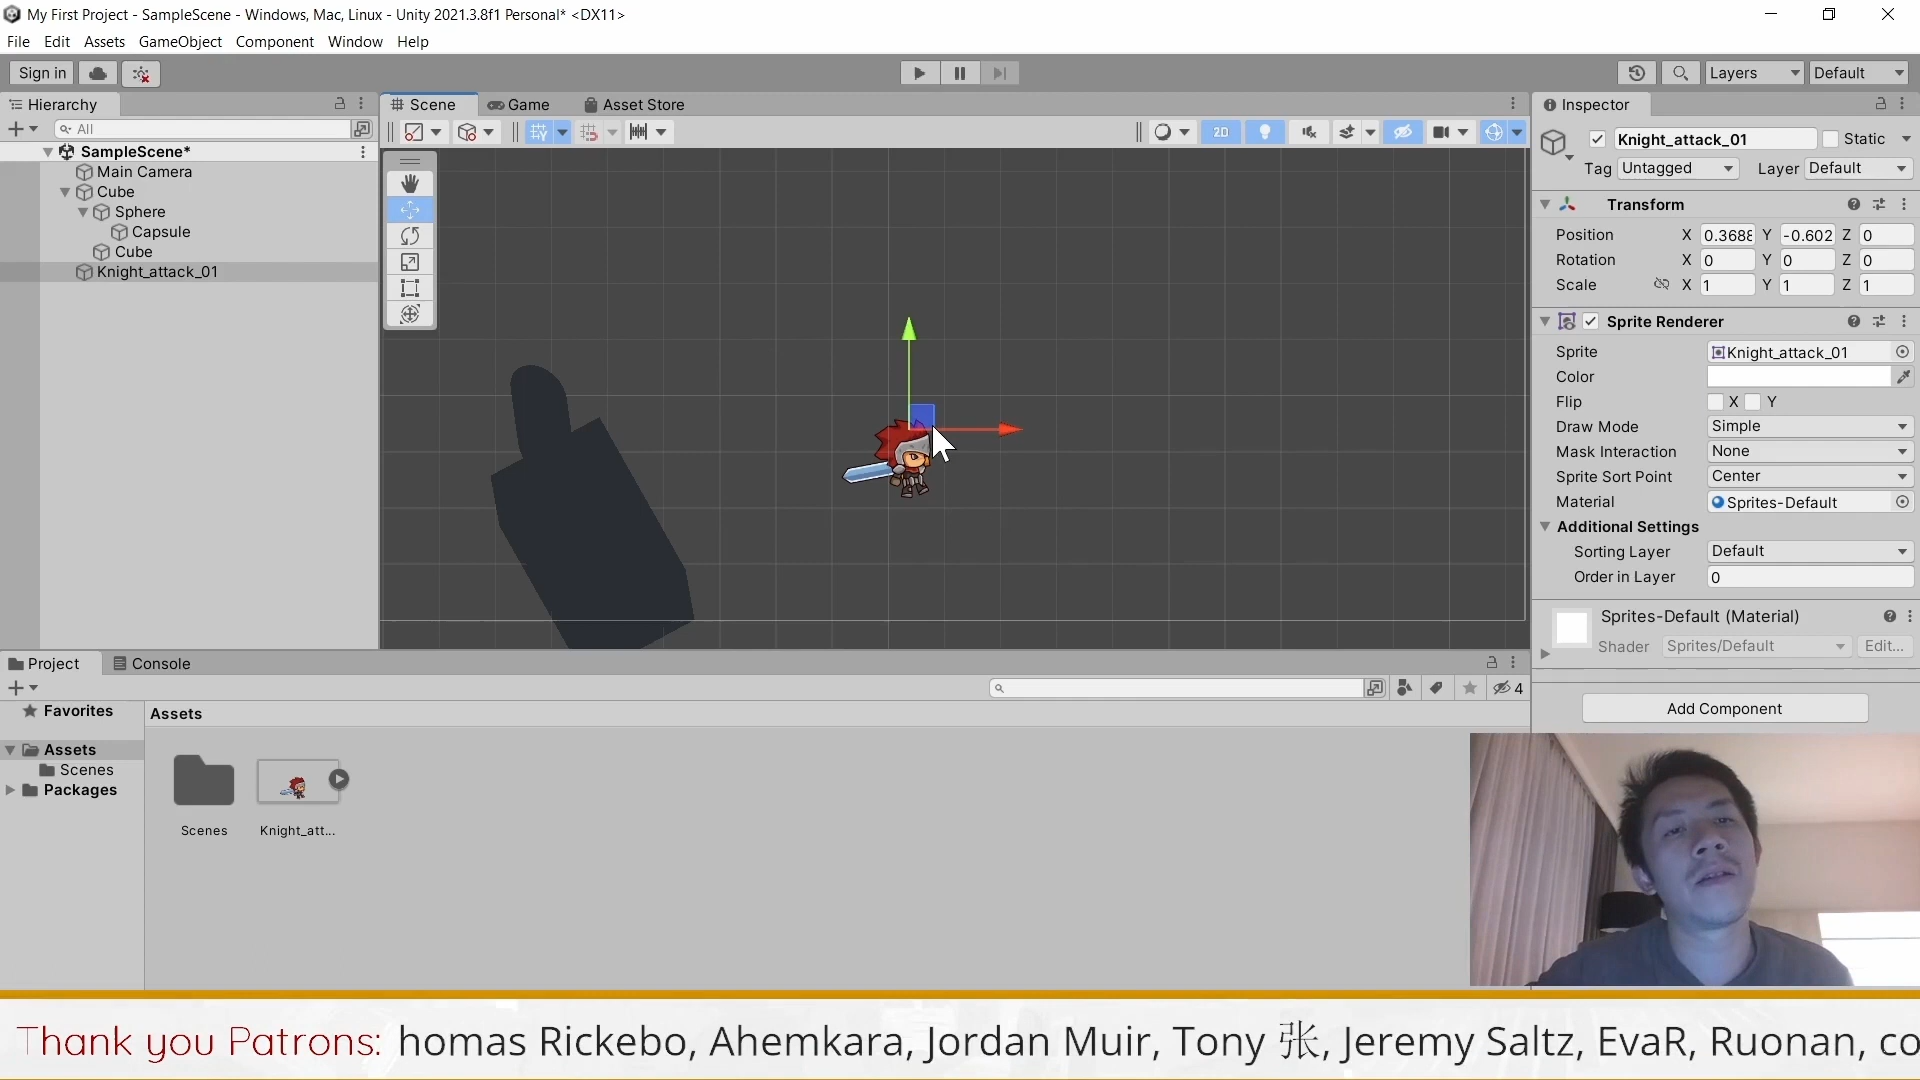 My First Project - SampleScene - Windows, Mac, Linux - Unity 2021.3.8f1 Personal* <DX11>
File Edit Assets GameObject Component Window Help
Sign in Layers Default
Hierarchy
All
SampleScene*
Main Camera
Cube
Sphere
Capsule
Cube
Knight_attack_01
Scene Game Asset Store
2D
Inspector
Knight_attack_01 Static
Tag Untagged Layer Default
Transform
Position X 0.3688 Y -0.602 Z 0
Rotation X 0 Y 0 Z 0
Scale X 1 Y 1 Z 1
Sprite Renderer
Sprite Knight_attack_01
Color
Flip X Y
Draw Mode Simple
Mask Interaction None
Sprite Sort Point Center
Material Sprites-Default
Additional Settings
Sorting Layer Default
Order in Layer 0
Sprites-Default (Material)
Shader Sprites/Default Edit...
Add Component
Project Console
4
Favorites
Assets
Scenes
Packages
Assets
Scenes Knight_att...
Thank you Patrons: homas Rickebo, Ahemkara, Jordan Muir, Tony 张, Jeremy Saltz, EvaR, Ruonan, co